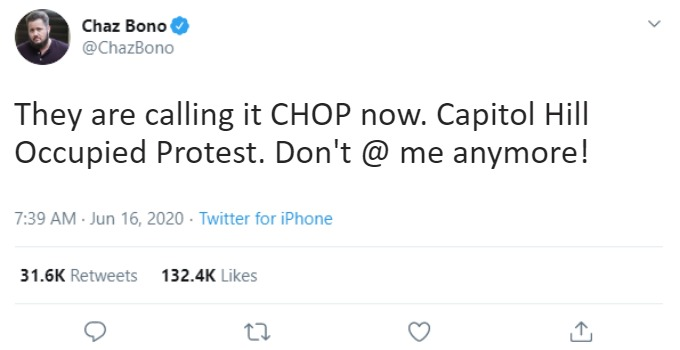 Chaz Bono
@ChazBono
They are calling it CHOP now. Capitol Hill
Occupied Protest. Don't @ me anymore!
7:39 AM · Jun 16, 2020 · Twitter for iPhone
31.6K Retweets 132.4K Likes